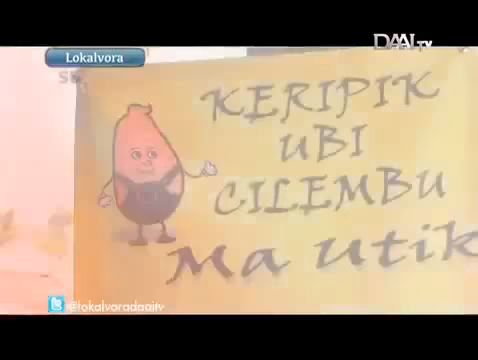 DAAI TV
Lokalvora
KERIPIK
UBI
CILEMBU
Ma Utik
@lokalvoradaaitv